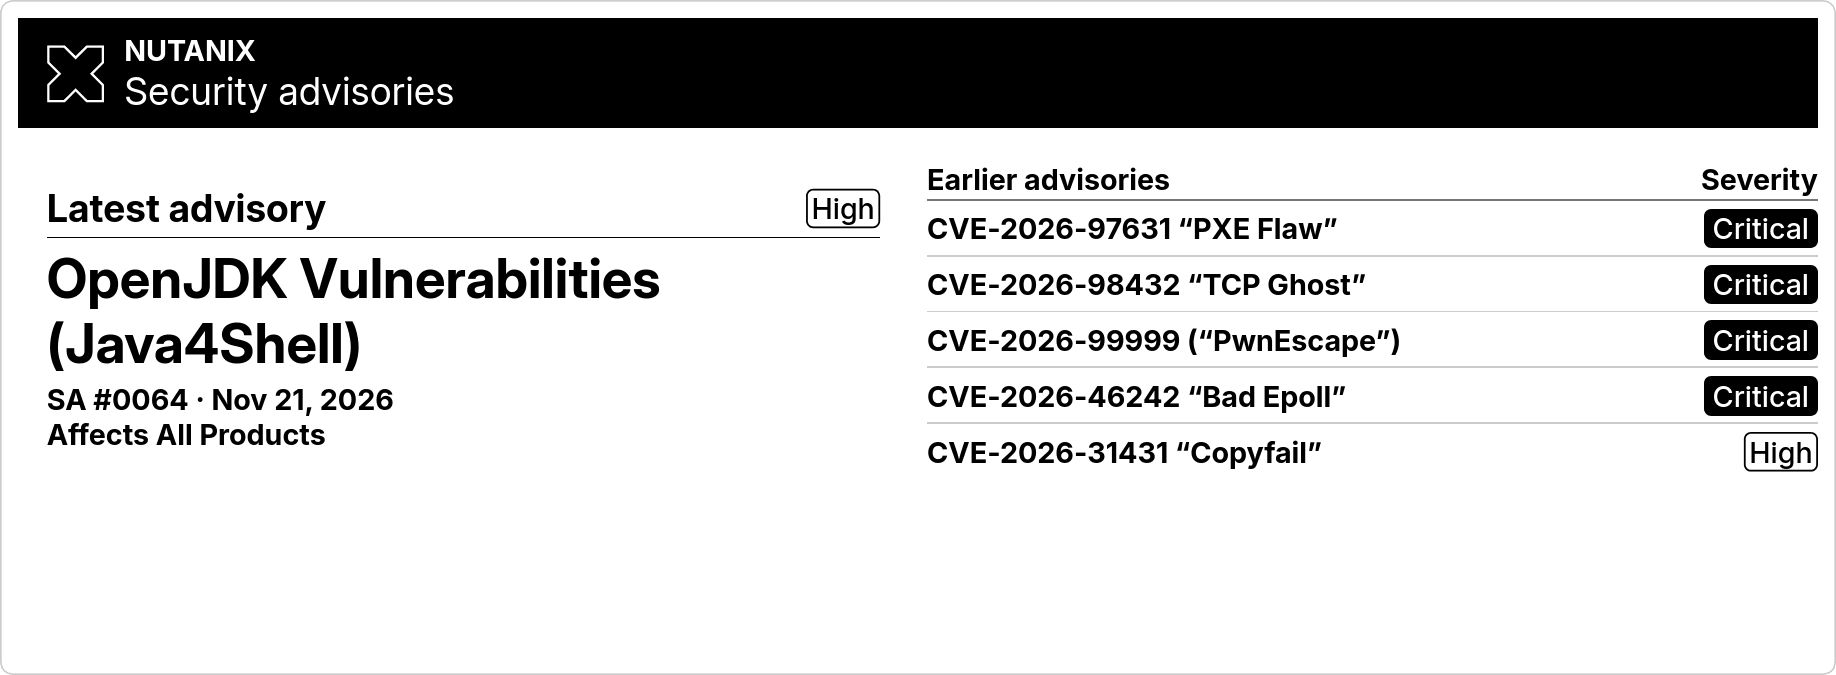 NUTANIX
Security advisories
Latest advisory
High
OpenJDK Vulnerabilities
(Java4Shell)
SA #0064 · Nov 21, 2026
Affects All Products
Earlier advisories
Severity
CVE-2026-97631 “PXE Flaw”
Critical
CVE-2026-98432 “TCP Ghost”
Critical
CVE-2026-99999 (“PwnEscape”)
Critical
CVE-2026-46242 “Bad Epoll”
Critical
CVE-2026-31431 “Copyfail”
High